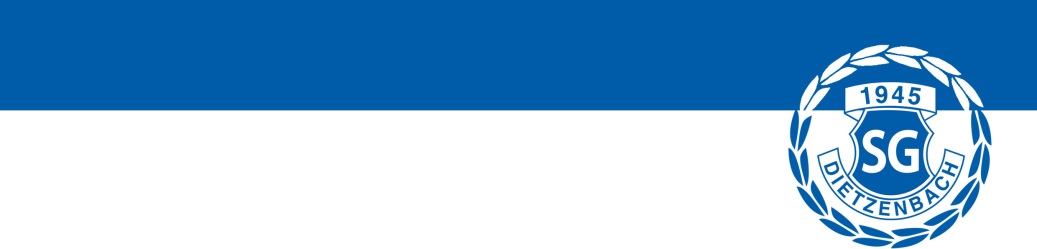 1945
SG
DIETZENBACH